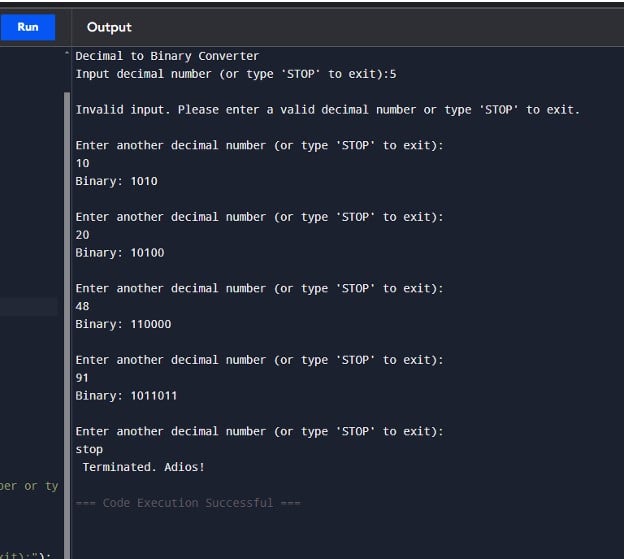 Run
Output
Decimal to Binary Converter
Input decimal number (or type 'STOP' to exit):5
Invalid input. Please enter a valid decimal number or type 'STOP' to exit.
Enter another decimal number (or type 'STOP' to exit):
10
Binary: 1010
Enter another decimal number (or type 'STOP' to exit):
20
Binary: 10100
Enter another decimal number (or type 'STOP' to exit):
48
Binary: 110000
Enter another decimal number (or type 'STOP' to exit):
91
Binary: 1011011
Enter another decimal number (or type 'STOP' to exit):
stop
Terminated. Adios!
ber or ty
=== Code Execution Successful ===
xit):");